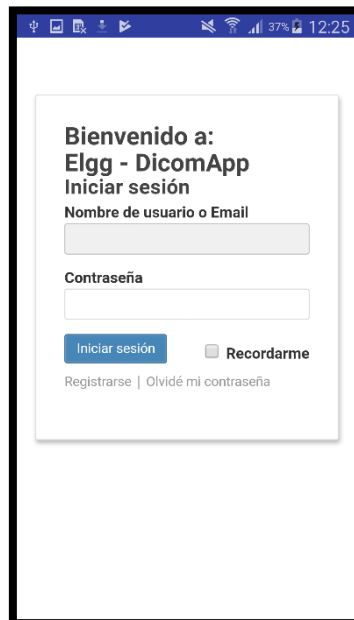 37% 12:25
Bienvenido a:
Elgg - DicomApp
Iniciar sesión
Nombre de usuario o Email
Contraseña
Iniciar sesión Recordarme
Registrarse | Olvidé mi contraseña